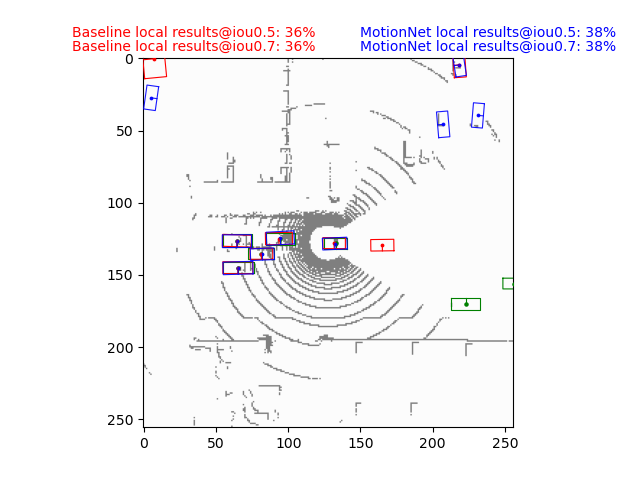 Baseline local results@iou0.5: 36%
MotionNet local results@iou0.5: 38%
Baseline local results@iou0.7: 36%
MotionNet local results@iou0.7: 38%
0
50
100
150
200
250
0 50 100 150 200 250